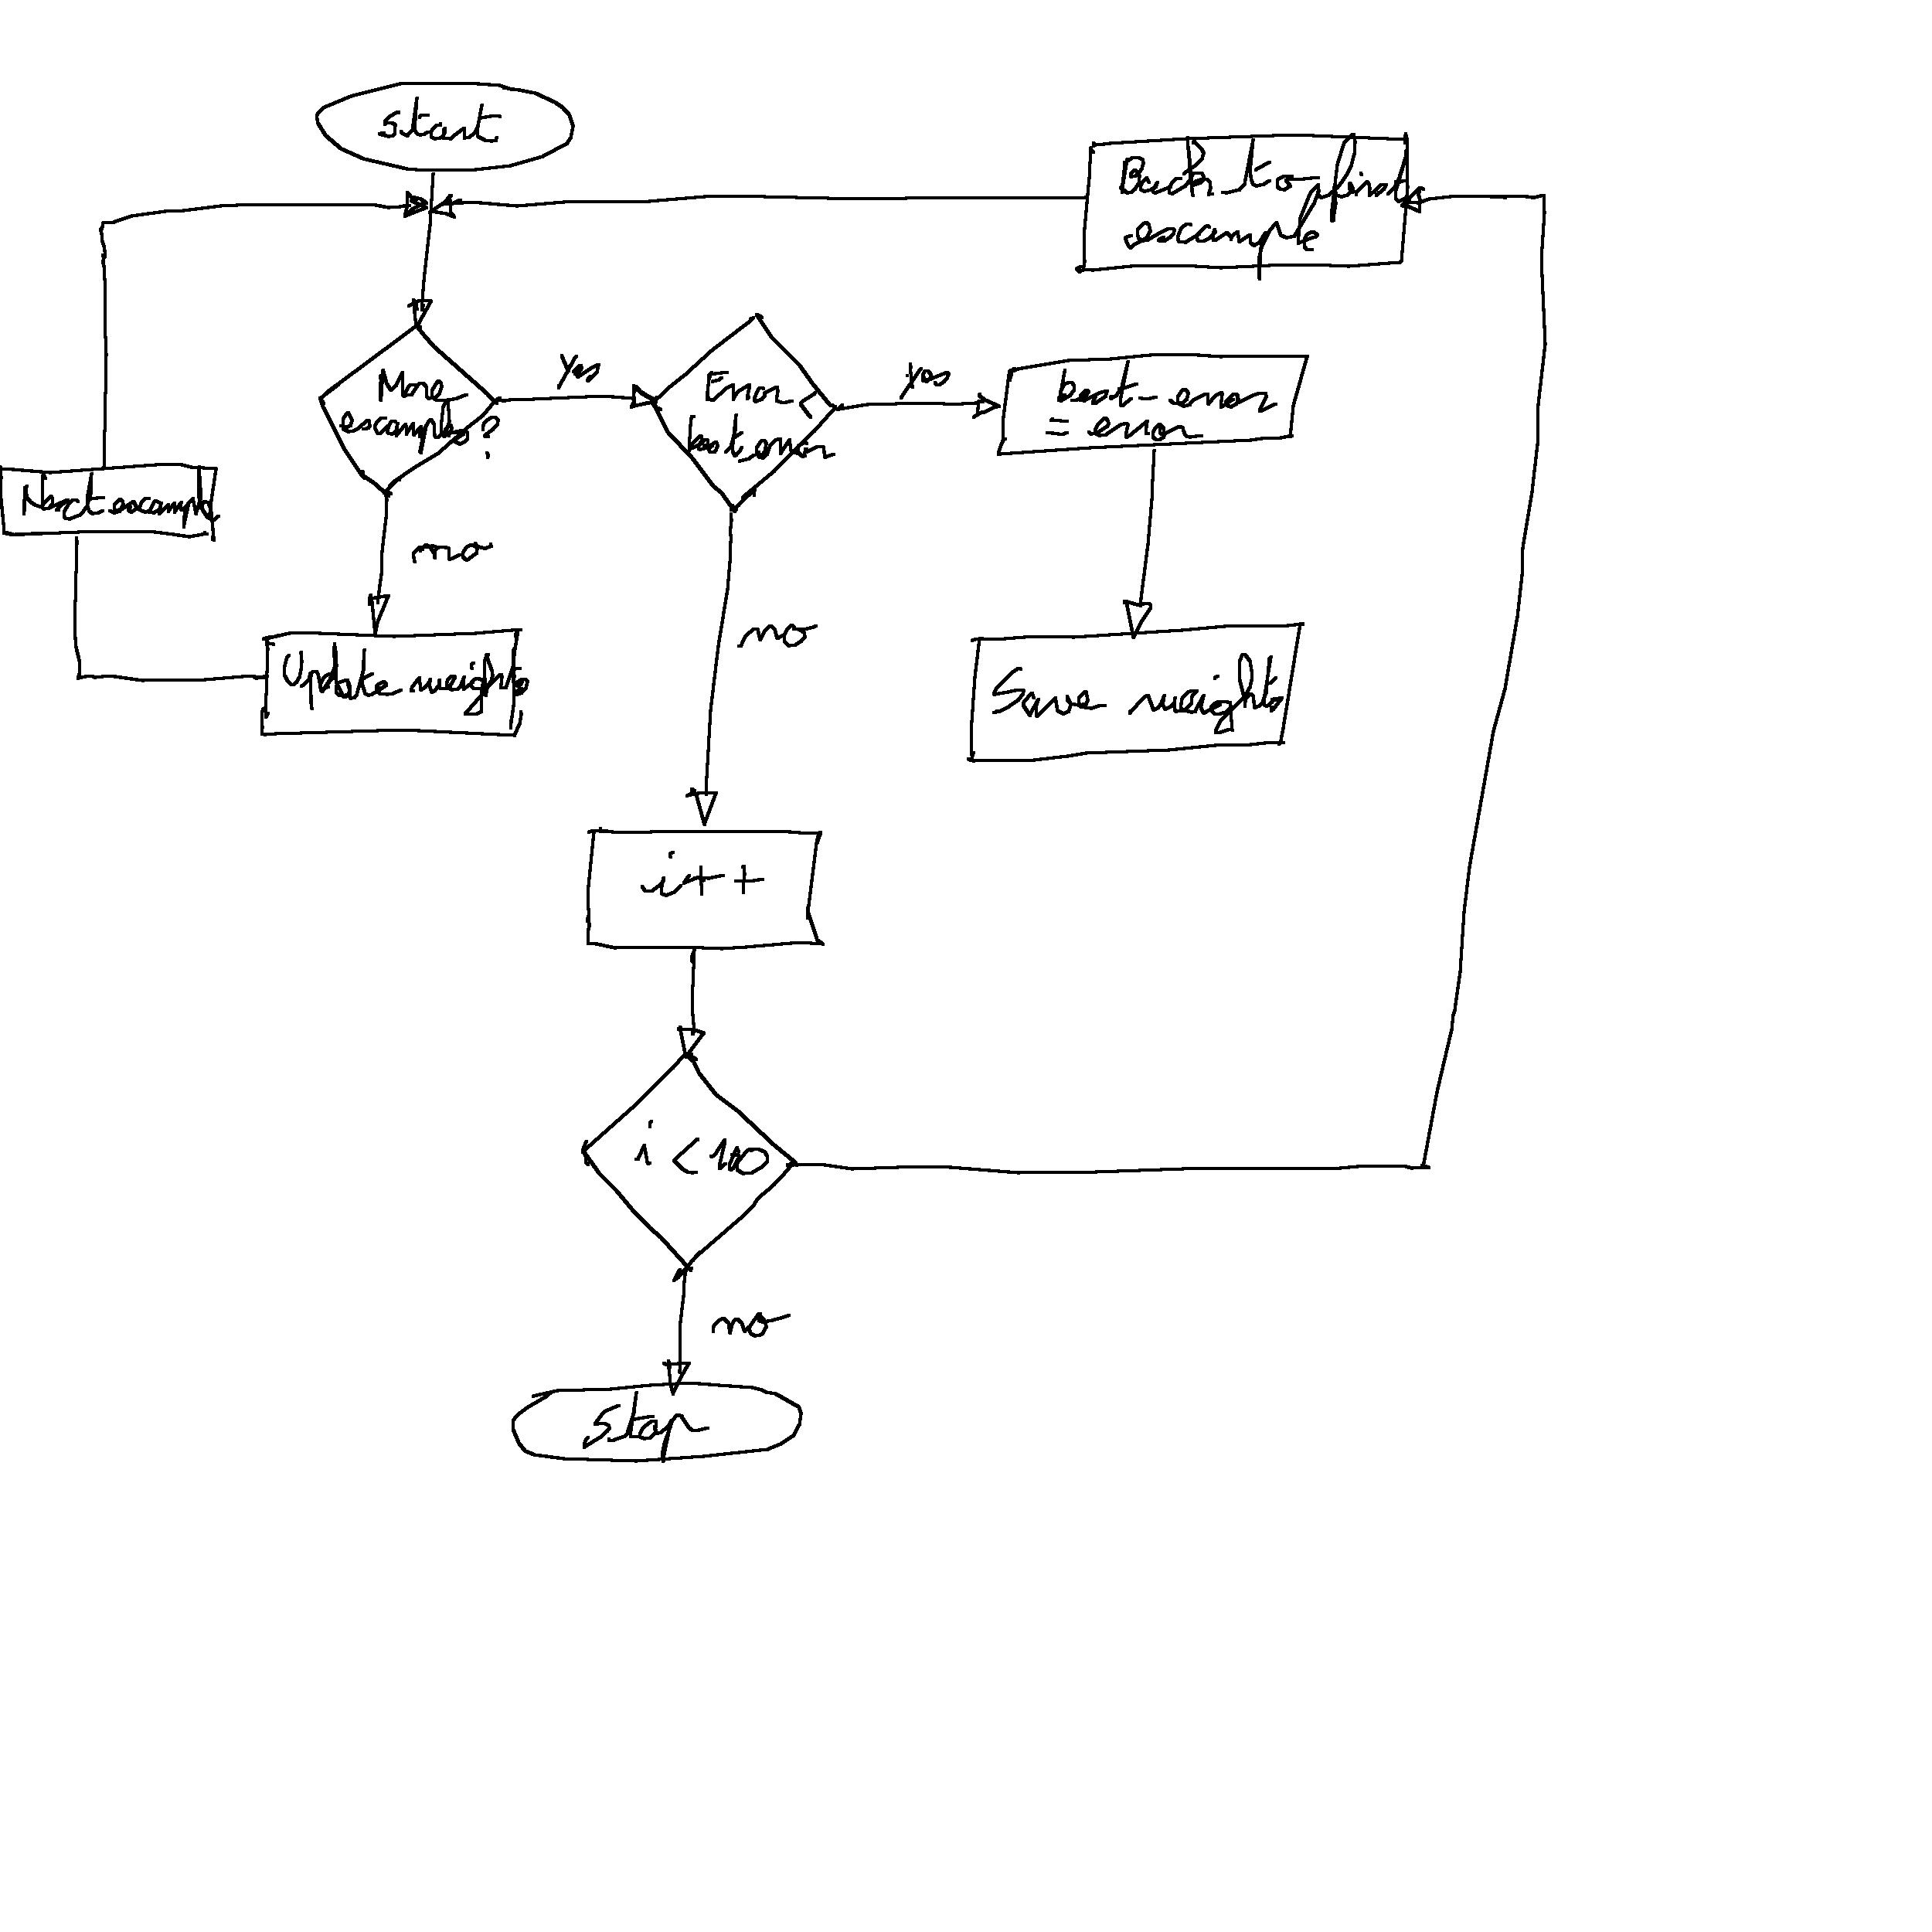 Start
Back to first
example
More
examples?
yes
Error <
best_error
yes
best_error
= error
Next example
no
Update weights
no
Save weights
i++
i < 100
no
Stop